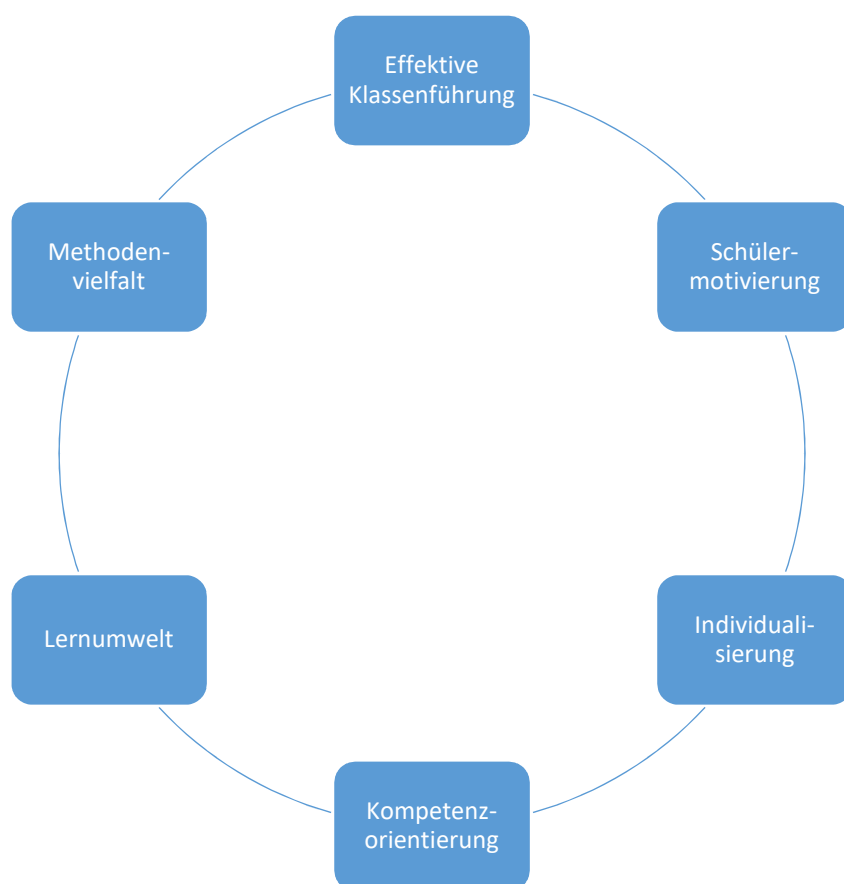 Effektive
Klassenführung
Schüler-
motivierung
Individuali-
sierung
Kompetenz-
orientierung
Lernumwelt
Methoden-
vielfalt